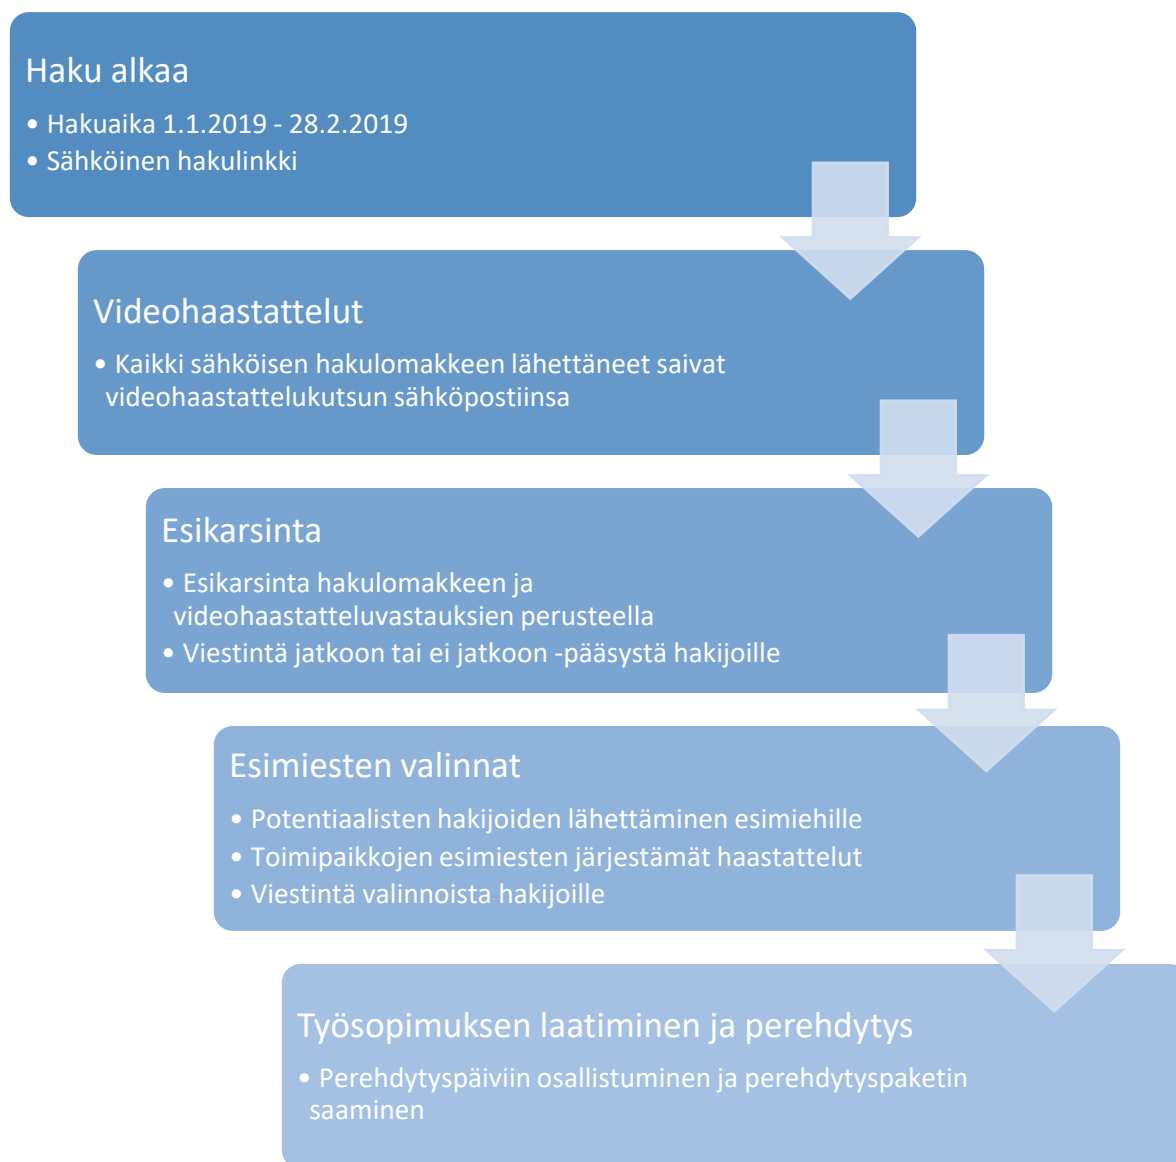 Haku alkaa
• Hakuaika 1.1.2019 - 28.2.2019
• Sähköinen hakulinkki
Videohaastattelut
• Kaikki sähköisen hakulomakkeen lähettäneet saivat
videohaastattelukutsun sähköpostiinsa
Esikarsinta
• Esikarsinta hakulomakkeen ja
videohaastatteluvastauksien perusteella
• Viestintä jatkoon tai ei jatkoon -pääsystä hakijoille
Esimiesten valinnat
• Potentiaalisten hakijoiden lähettäminen esimiehille
• Toimipaikkojen esimiesten järjestämät haastattelut
• Viestintä valinnoista hakijoille
Työsopimuksen laatiminen ja perehdytys
• Perehdytyspäiviin osallistuminen ja perehdytyspaketin
saaminen